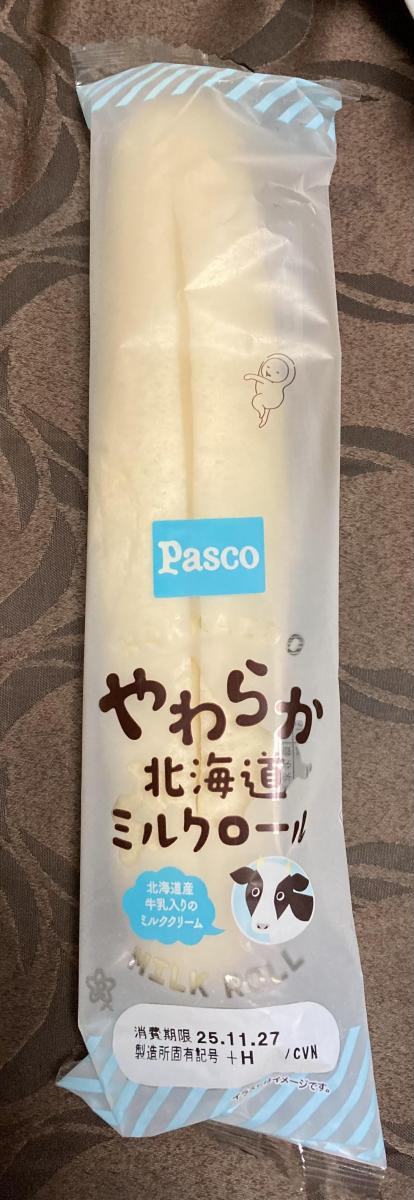 Pasco
やわらか
北海道
ミルクロール
北海道産
牛乳入りの
ミルククリーム
MILK ROLL
消費期限 25.11.27
製造所固有記号 +H /CVN
イラストはイメージです。